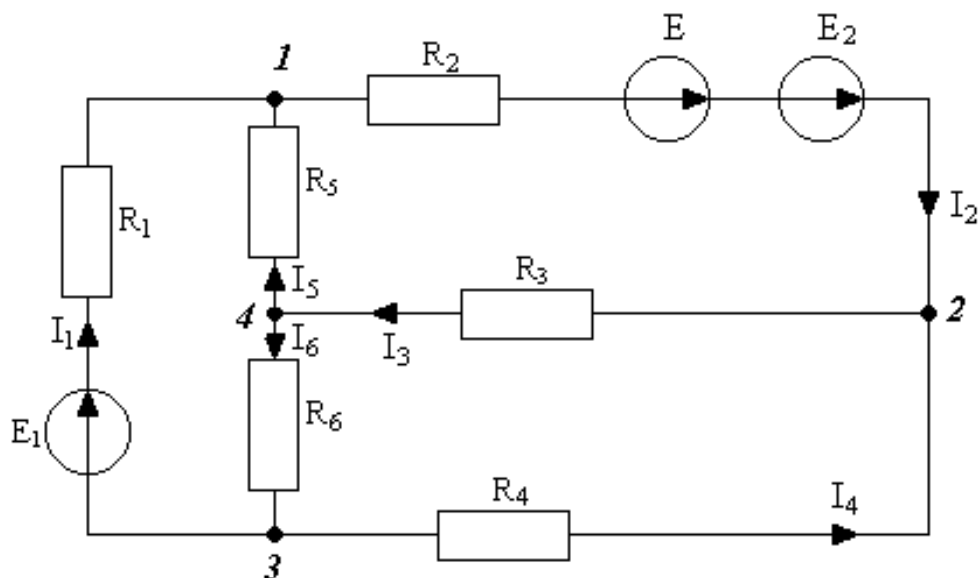 E E₂
1 R₂
R₁ R₅ I₂
R₃
I₅
4 2
I₁ I₆ I₃
E₁ R₆
R₄ I₄
3